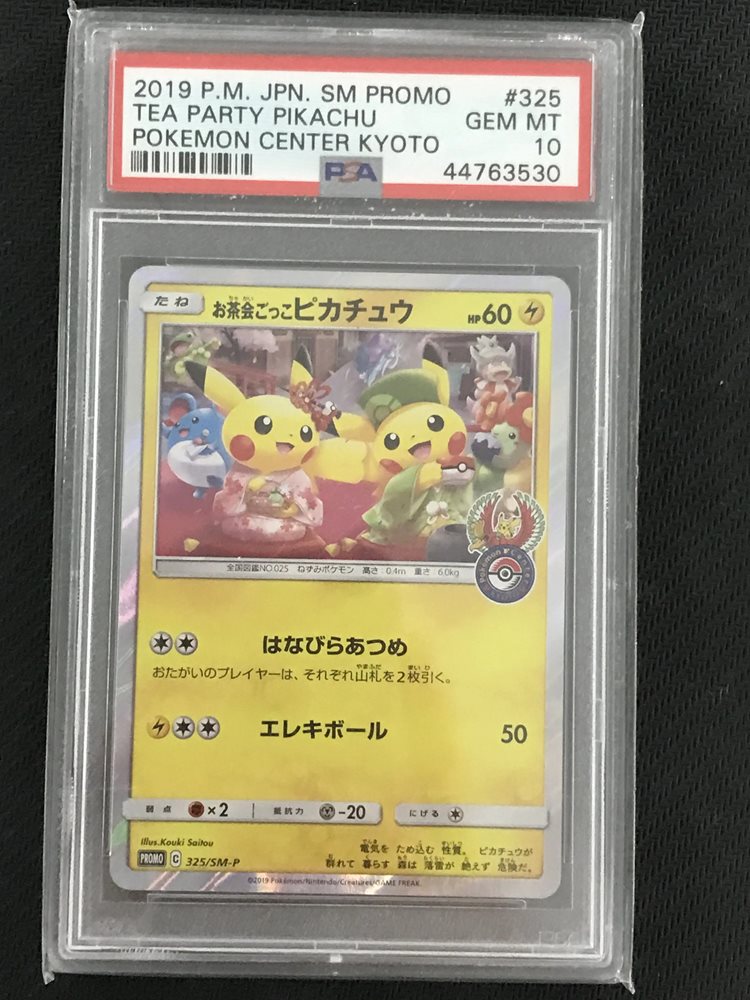 2019 P.M. JPN. SM PROMO #325
TEA PARTY PIKACHU GEM MT
POKEMON CENTER KYOTO 10
PSA 44763530
たね お茶会ごっこピカチュウ HP60
Pokémon Center
全国図鑑NO.025 ねずみポケモン 高さ:0.4m 重さ:6.0kg
はなびらあつめ
おたがいのプレイヤーは、それぞれ山札を2枚引く。
エレキボール 50
弱点 ×2 抵抗力 -20 にげる
Illus.Kouki Saitou
電気を ため込む 性質。 ピカチュウが
PROMO C 325/SM-P 群れて 暮らす 森は 落雷が 絶えず 危険だ。
©2019 Pokémon/Nintendo/Creatures/GAME FREAK.